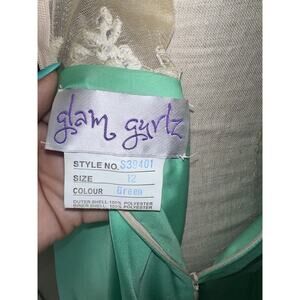 glam gurlz
STYLE NO. S39401
SIZE 12
COLOUR Green
OUTER SHELL 100% POLYESTER
INNER SHELL 100% POLYESTER